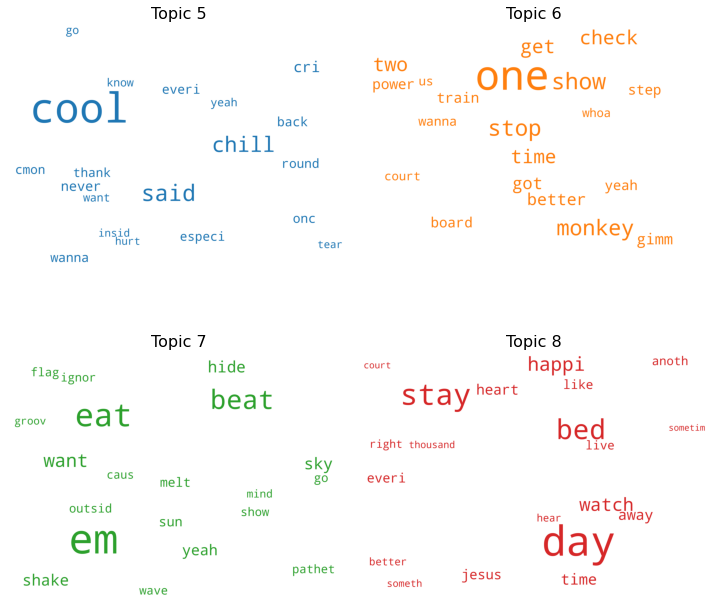 Topic 5
go
cri
know
everi
cool
yeah
back
chill
round
cmon
thank
never
want
said
onc
insid
hurt
especi
tear
wanna
Topic 6
check
get
two
one
show
power
us
train
step
whoa
wanna
stop
time
court
got
yeah
better
board
monkey
gimm
Topic 7
hide
flag
ignor
beat
eat
groov
want
sky
caus
go
melt
mind
outsid
show
sun
em
yeah
pathet
shake
wave
Topic 8
court
happi
anoth
stay
heart
like
bed
sometim
right
thousand
live
everi
watch
away
hear
day
better
jesus
time
someth